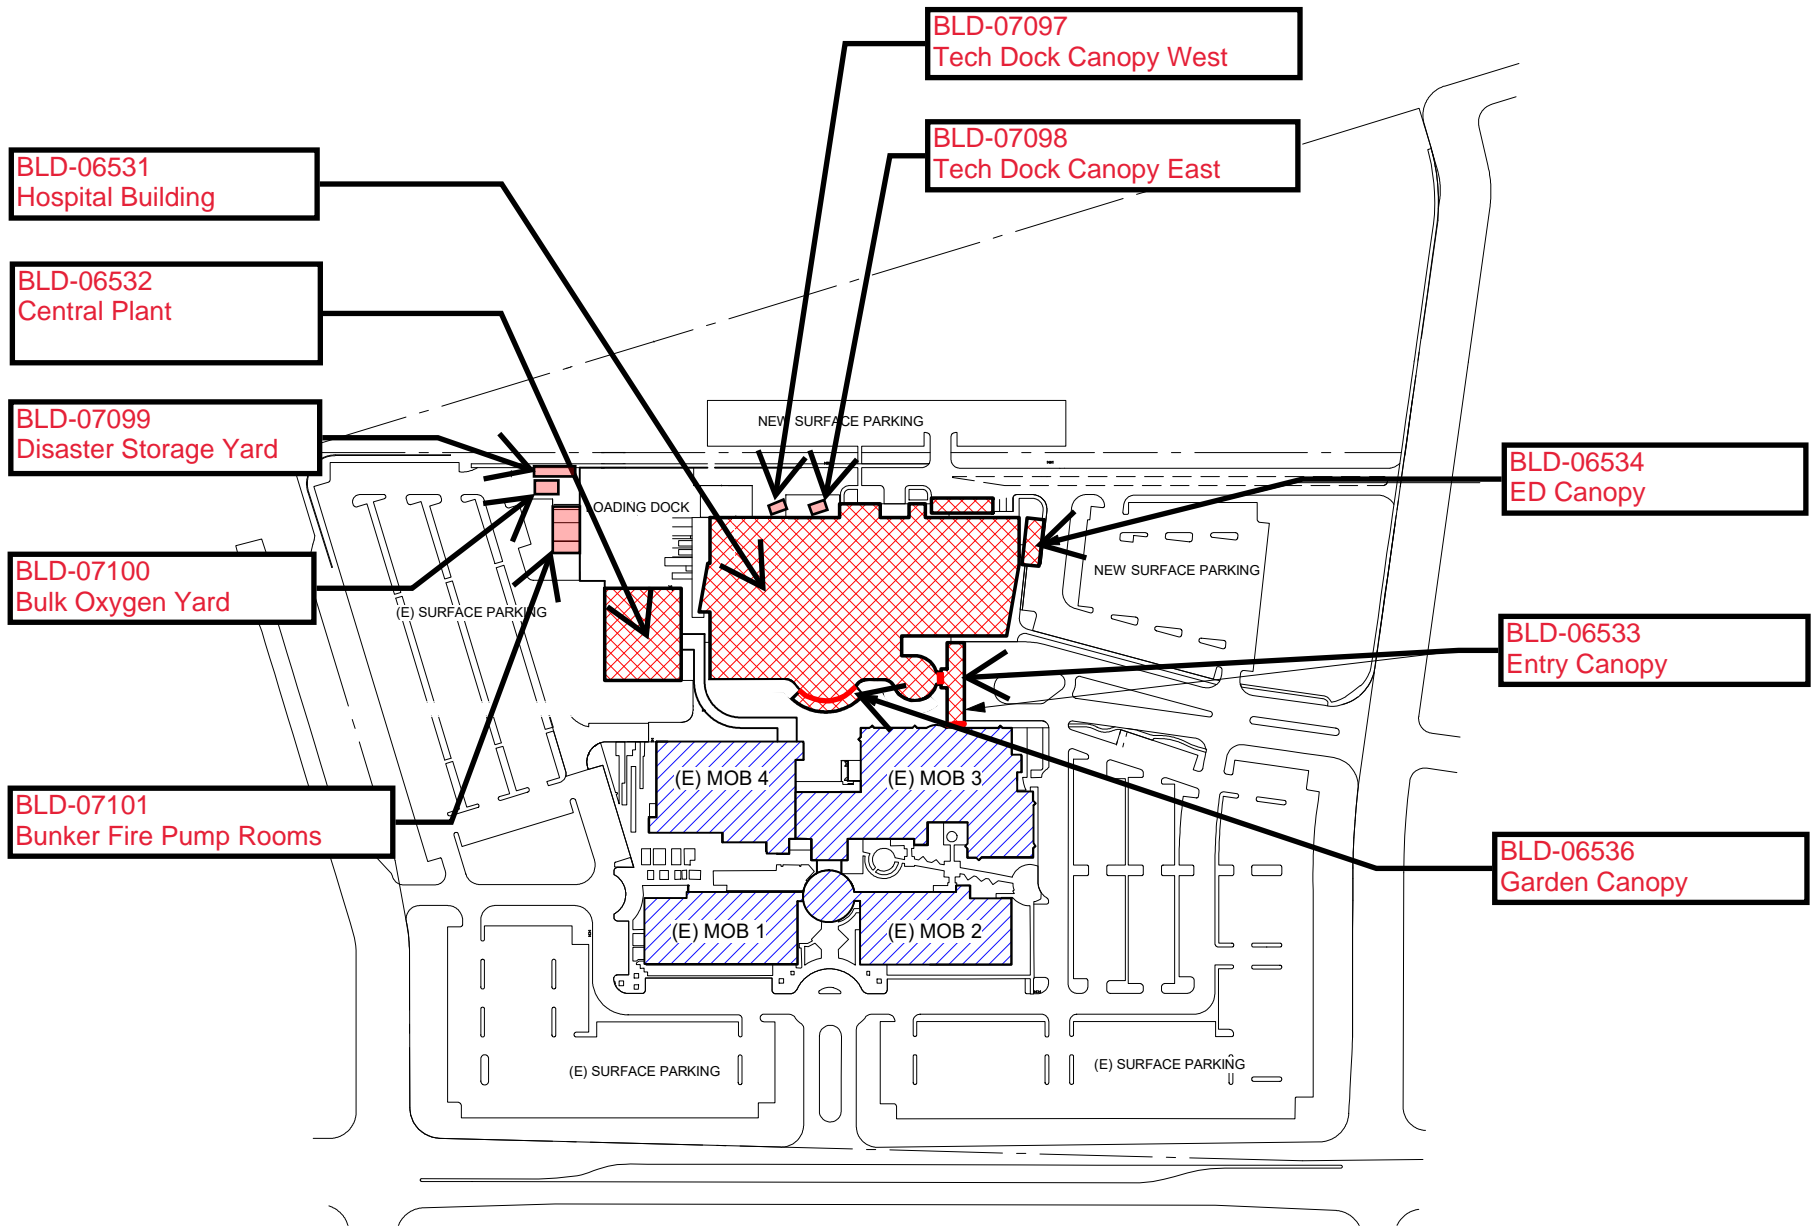 BLD-07097
Tech Dock Canopy West
BLD-07098
Tech Dock Canopy East
BLD-06531
Hospital Building
BLD-06532
Central Plant
BLD-07099
Disaster Storage Yard
NEW SURFACE PARKING
BLD-06534
ED Canopy
OADING DOCK
BLD-07100
Bulk Oxygen Yard
(E) SURFACE PARKING
NEW SURFACE PARKING
BLD-06533
Entry Canopy
(E) MOB 4
(E) MOB 3
BLD-07101
Bunker Fire Pump Rooms
BLD-06536
Garden Canopy
(E) MOB 1
(E) MOB 2
(E) SURFACE PARKING
(E) SURFACE PARKING